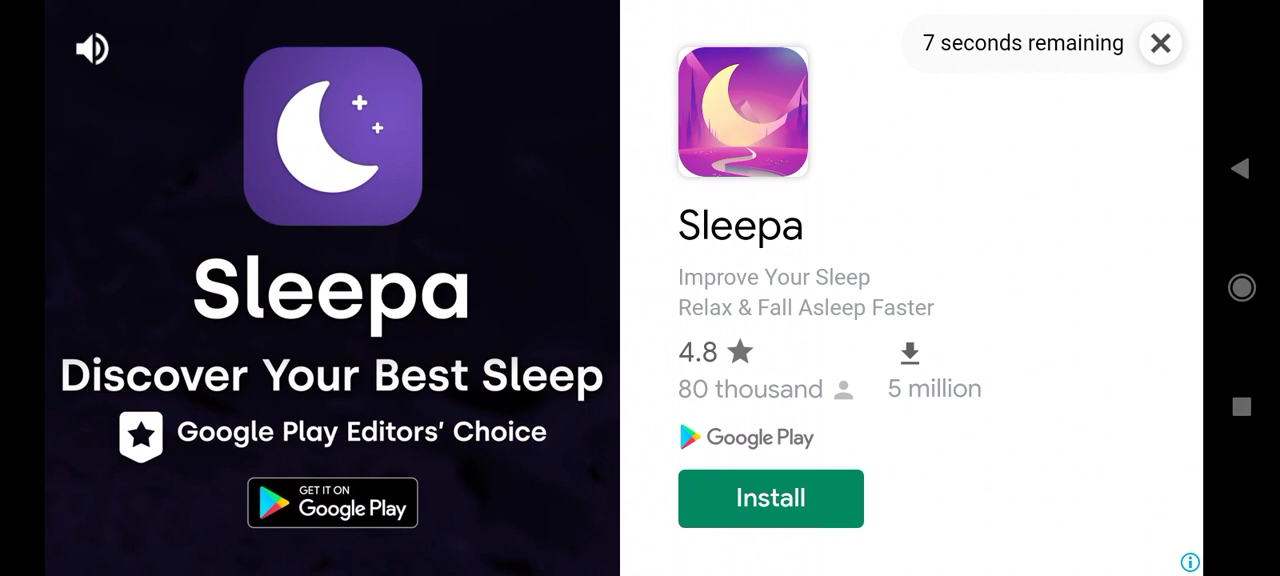 Sleepa
Discover Your Best Sleep
Google Play Editors' Choice
GET IT ON
Google Play
7 seconds remaining
Sleepa
Improve Your Sleep
Relax & Fall Asleep Faster
4.8
80 thousand
5 million
Google Play
Install